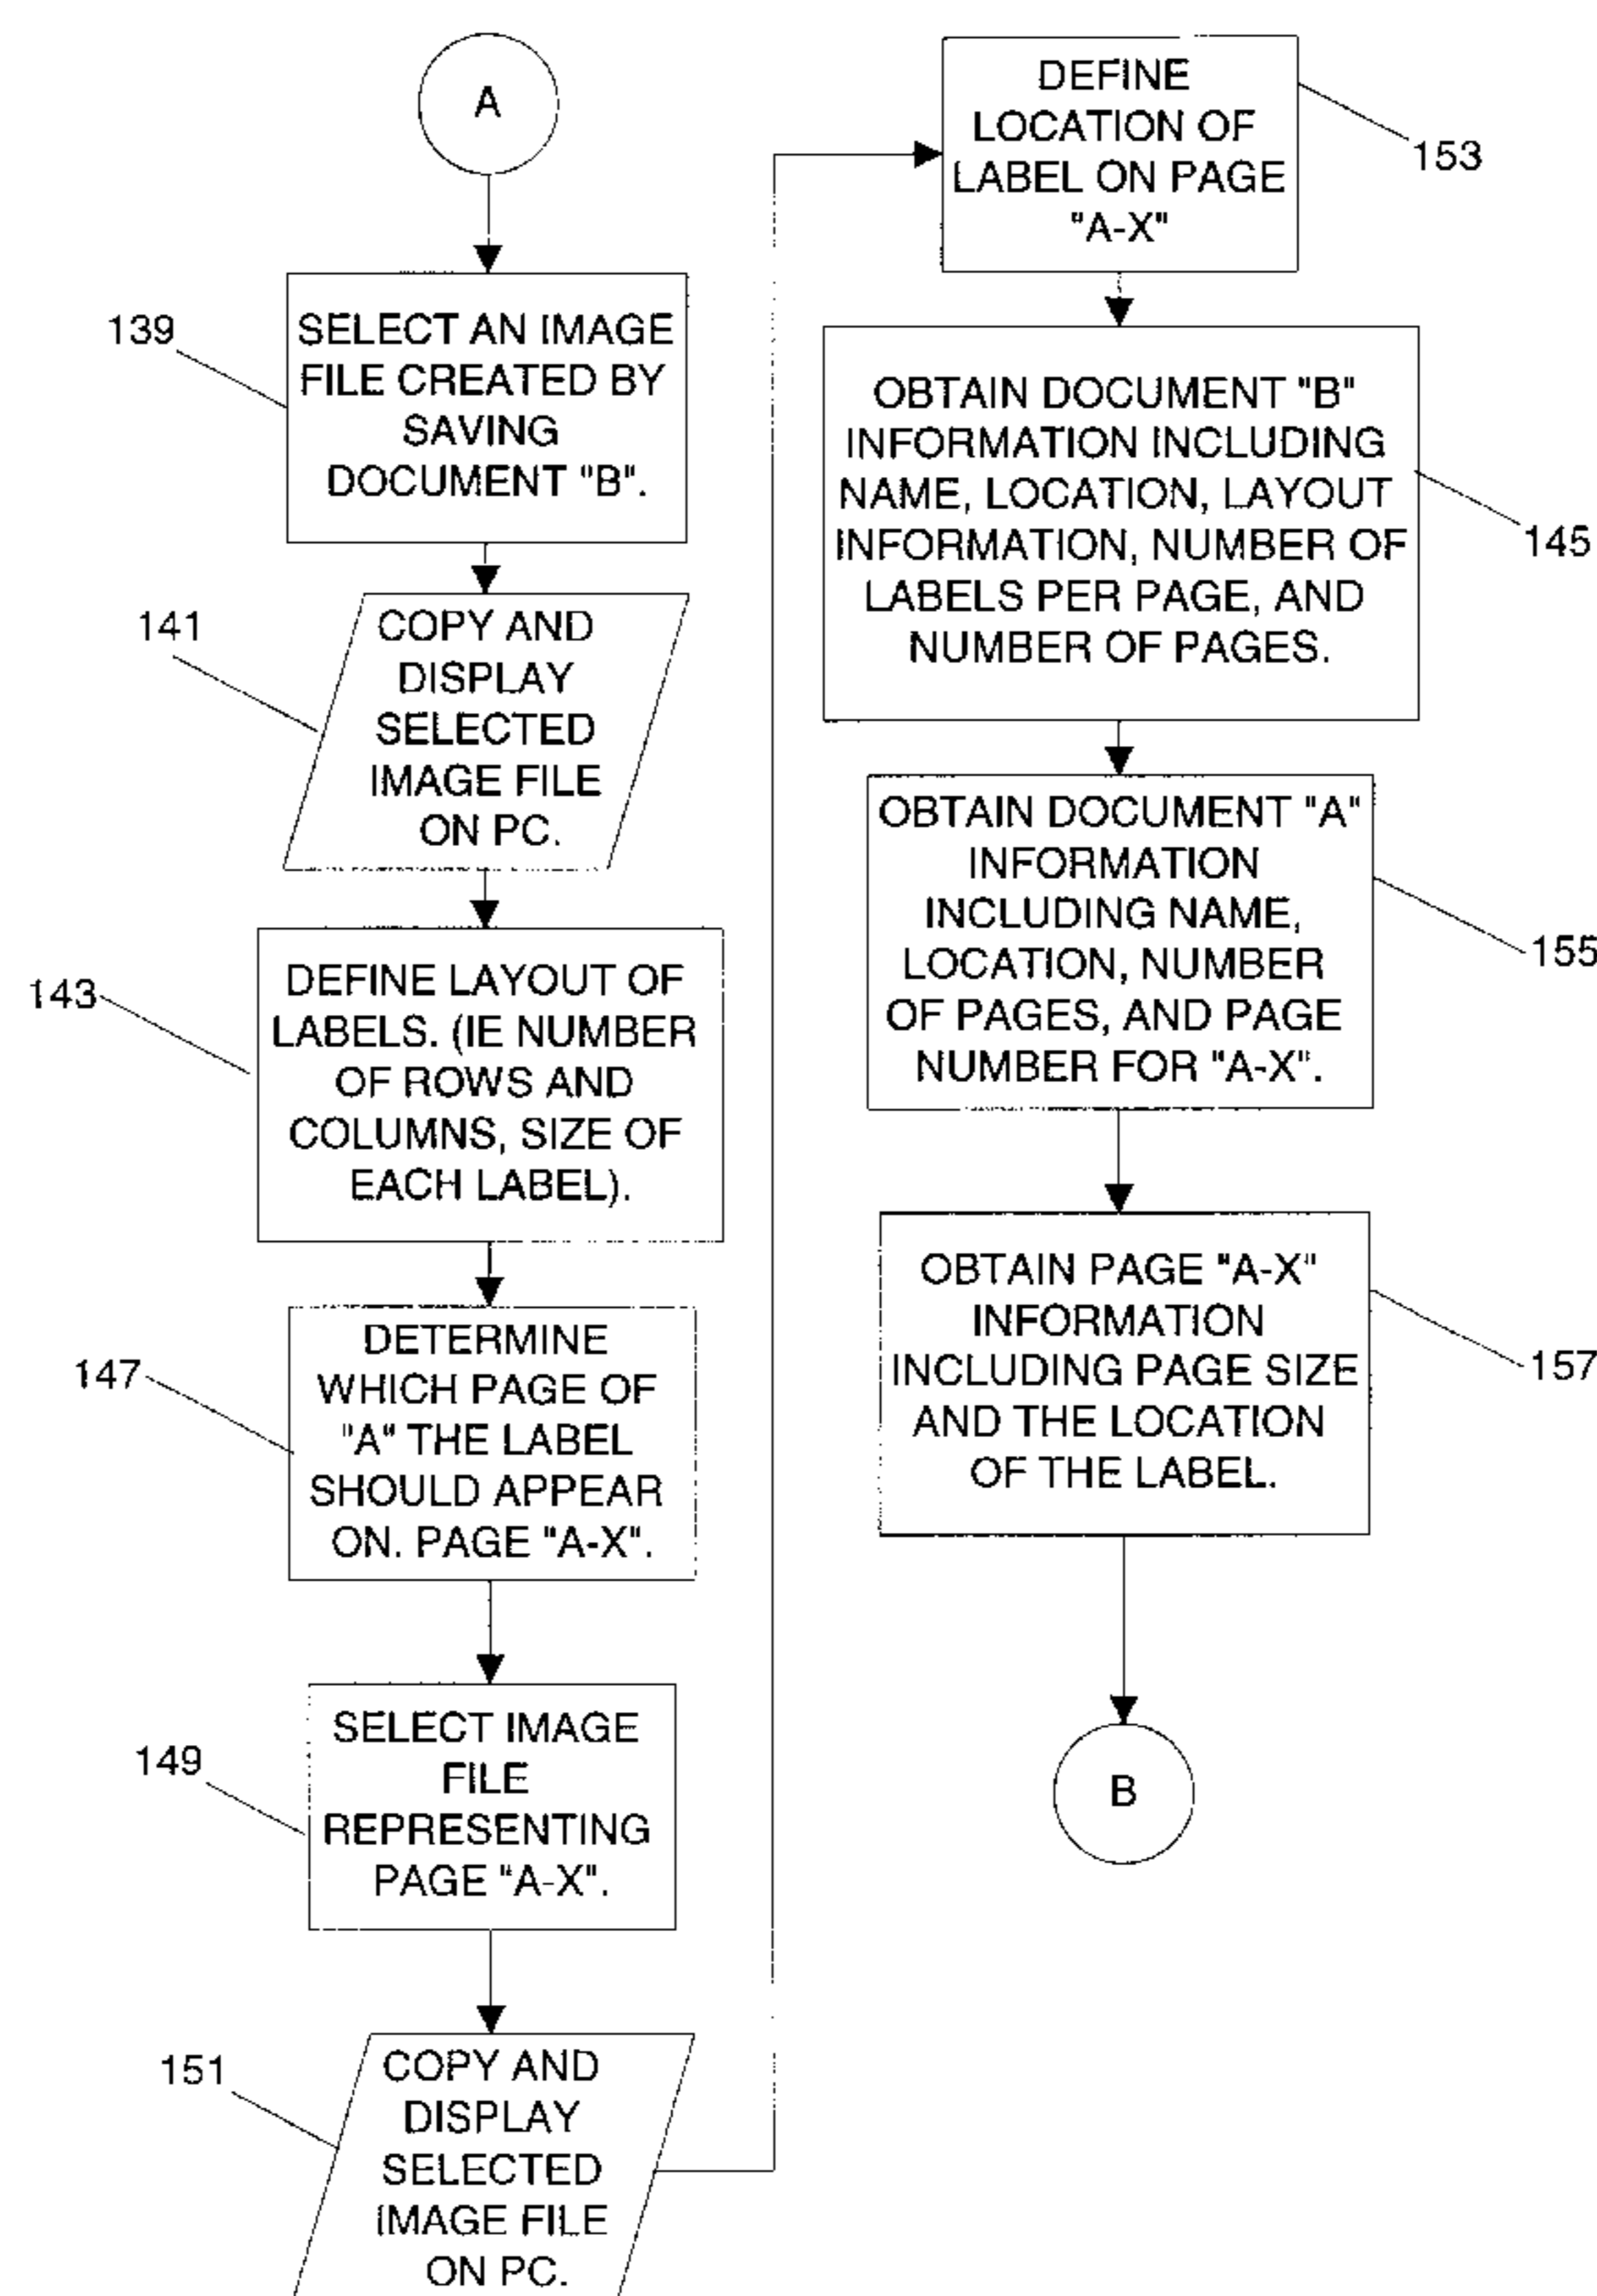 A
139
SELECT AN IMAGE
FILE CREATED BY
SAVING
DOCUMENT "B".
141
COPY AND
DISPLAY
SELECTED
IMAGE FILE
ON PC.
143
DEFINE LAYOUT OF
LABELS. (IE NUMBER
OF ROWS AND
COLUMNS, SIZE OF
EACH LABEL).
147
DETERMINE
WHICH PAGE OF
"A" THE LABEL
SHOULD APPEAR
ON. PAGE "A-X".
149
SELECT IMAGE
FILE
REPRESENTING
PAGE "A-X".
151
COPY AND
DISPLAY
SELECTED
IMAGE FILE
ON PC.
DEFINE
LOCATION OF
LABEL ON PAGE
"A-X"
153
OBTAIN DOCUMENT "B"
INFORMATION INCLUDING
NAME, LOCATION, LAYOUT
INFORMATION, NUMBER OF
LABELS PER PAGE, AND
NUMBER OF PAGES.
145
OBTAIN DOCUMENT "A"
INFORMATION
INCLUDING NAME,
LOCATION, NUMBER
OF PAGES, AND PAGE
NUMBER FOR "A-X".
155
OBTAIN PAGE "A-X"
INFORMATION
INCLUDING PAGE SIZE
AND THE LOCATION
OF THE LABEL.
157
B